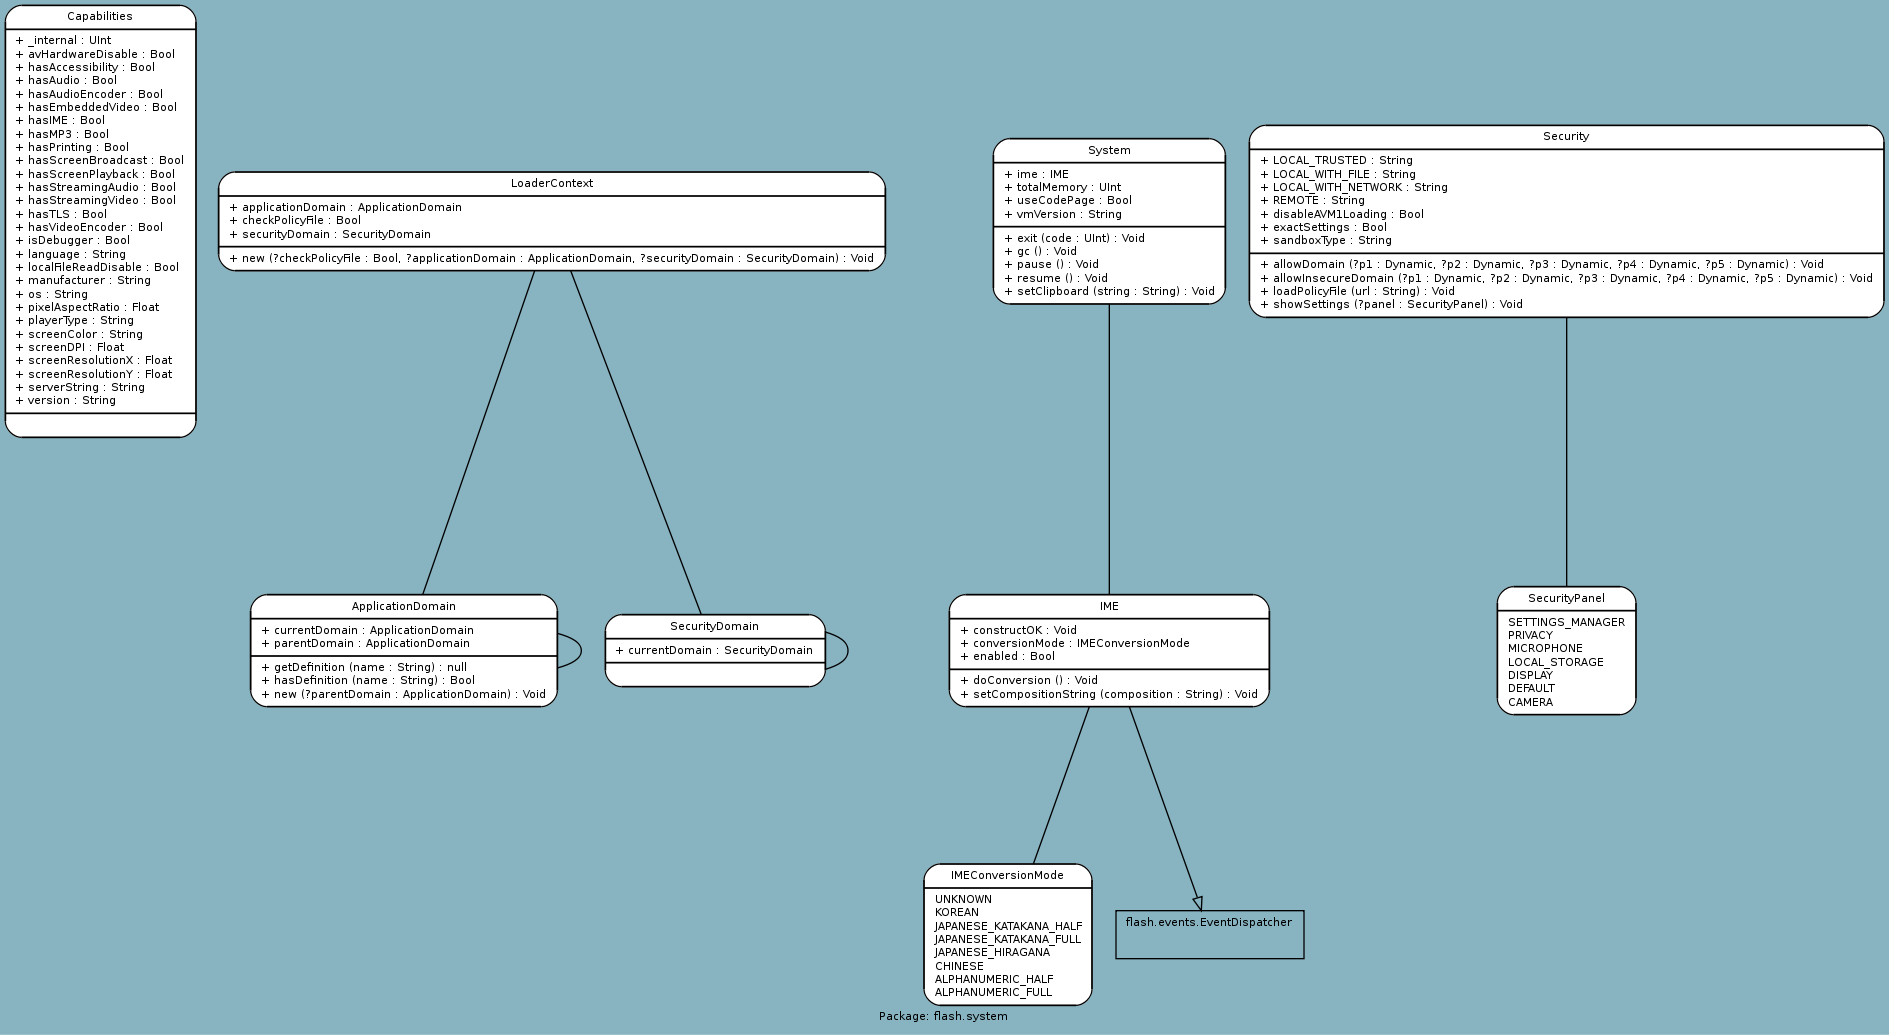 Capabilities
+ _internal : UInt
+ avHardwareDisable : Bool
+ hasAccessibility : Bool
+ hasAudio : Bool
+ hasAudioEncoder : Bool
+ hasEmbeddedVideo : Bool
+ hasIME : Bool
+ hasMP3 : Bool
+ hasPrinting : Bool
+ hasScreenBroadcast : Bool
+ hasScreenPlayback : Bool
+ hasStreamingAudio : Bool
+ hasStreamingVideo : Bool
+ hasTLS : Bool
+ hasVideoEncoder : Bool
+ isDebugger : Bool
+ language : String
+ localFileReadDisable : Bool
+ manufacturer : String
+ os : String
+ pixelAspectRatio : Float
+ playerType : String
+ screenColor : String
+ screenDPI : Float
+ screenResolutionX : Float
+ screenResolutionY : Float
+ serverString : String
+ version : String
LoaderContext
+ applicationDomain : ApplicationDomain
+ checkPolicyFile : Bool
+ securityDomain : SecurityDomain
+ new (?checkPolicyFile : Bool, ?applicationDomain : ApplicationDomain, ?securityDomain : SecurityDomain) : Void
System
+ ime : IME
+ totalMemory : UInt
+ useCodePage : Bool
+ vmVersion : String
+ exit (code : UInt) : Void
+ gc () : Void
+ pause () : Void
+ resume () : Void
+ setClipboard (string : String) : Void
Security
+ LOCAL_TRUSTED : String
+ LOCAL_WITH_FILE : String
+ LOCAL_WITH_NETWORK : String
+ REMOTE : String
+ disableAVM1Loading : Bool
+ exactSettings : Bool
+ sandboxType : String
+ allowDomain (?p1 : Dynamic, ?p2 : Dynamic, ?p3 : Dynamic, ?p4 : Dynamic, ?p5 : Dynamic) : Void
+ allowInsecureDomain (?p1 : Dynamic, ?p2 : Dynamic, ?p3 : Dynamic, ?p4 : Dynamic, ?p5 : Dynamic) : Void
+ loadPolicyFile (url : String) : Void
+ showSettings (?panel : SecurityPanel) : Void
ApplicationDomain
+ currentDomain : ApplicationDomain
+ parentDomain : ApplicationDomain
+ getDefinition (name : String) : null
+ hasDefinition (name : String) : Bool
+ new (?parentDomain : ApplicationDomain) : Void
SecurityDomain
+ currentDomain : SecurityDomain
IME
+ constructOK : Void
+ conversionMode : IMEConversionMode
+ enabled : Bool
+ doConversion () : Void
+ setCompositionString (composition : String) : Void
SecurityPanel
SETTINGS_MANAGER
PRIVACY
MICROPHONE
LOCAL_STORAGE
DISPLAY
DEFAULT
CAMERA
IMEConversionMode
UNKNOWN
KOREAN
JAPANESE_KATAKANA_HALF
JAPANESE_KATAKANA_FULL
JAPANESE_HIRAGANA
CHINESE
ALPHANUMERIC_HALF
ALPHANUMERIC_FULL
flash.events.EventDispatcher
Package: flash.system